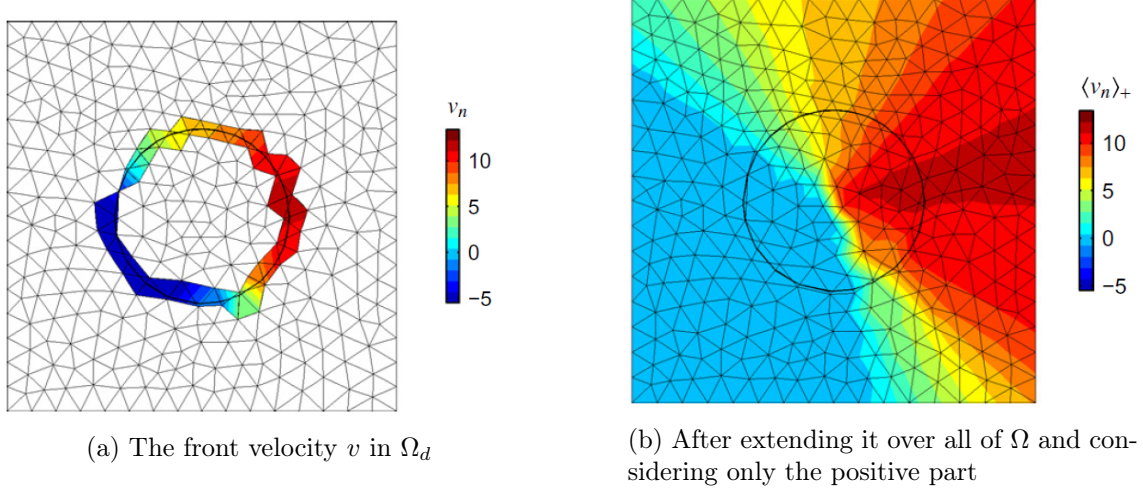 v_n
10
5
0
−5
(a) The front velocity v in Ω_d
⟨v_n⟩_+
10
5
0
−5
(b) After extending it over all of Ω and con-
sidering only the positive part